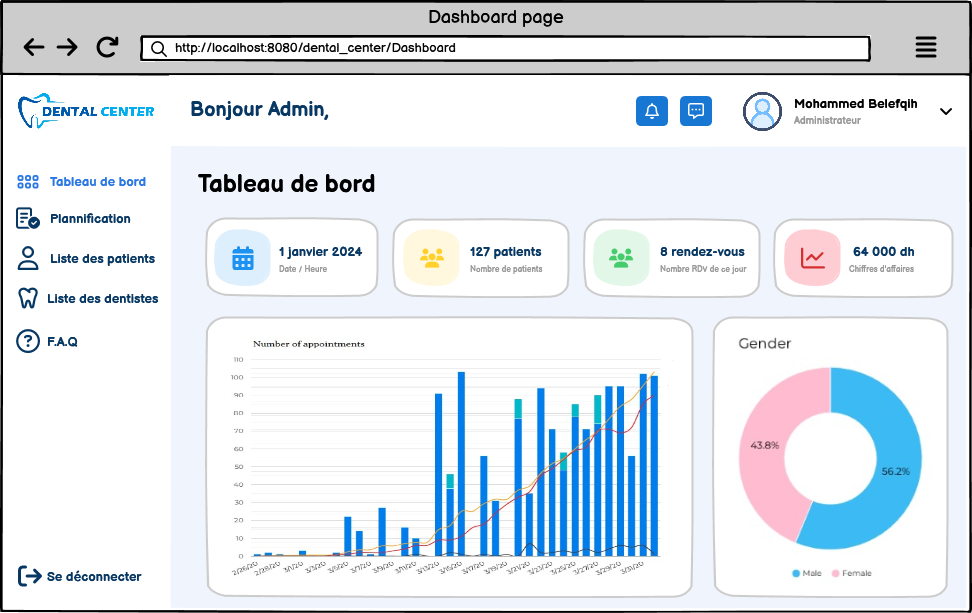 Dashboard page
http://localhost:8080/dental_center/Dashboard
DENTAL CENTER
Bonjour Admin,
Mohammed Belefqih
Administrateur
Tableau de bord
Plannification
Liste des patients
Liste des dentistes
F.A.Q
Se déconnecter
Tableau de bord
1 janvier 2024
Date / Heure
127 patients
Nombre de patients
8 rendez-vous
Nombre RDV de ce jour
64 000 dh
Chiffres d'affaires
Number of appointments
110
100
90
80
70
60
50
40
30
20
10
0
2/26/20
2/28/20
3/1/20
3/3/20
3/5/20
3/7/20
3/9/20
3/11/20
3/13/20
3/15/20
3/17/20
3/19/20
3/21/20
3/23/20
3/25/20
3/27/20
3/29/20
3/31/20
Gender
43.8%
56.2%
Male
Female